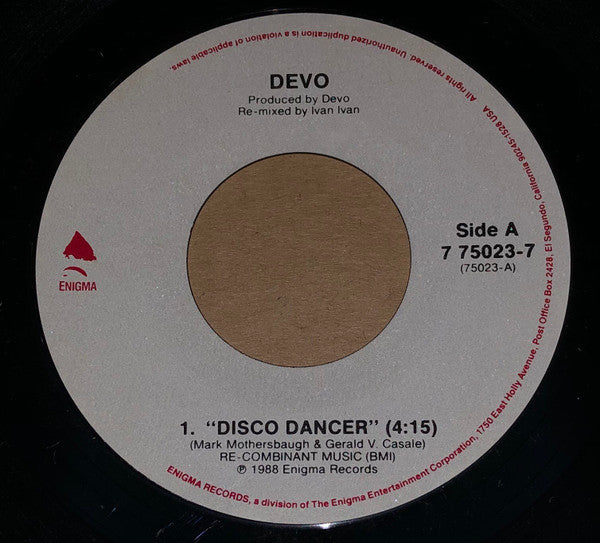 DEVO
Produced by Devo
Re-mixed by Ivan Ivan
Side A
7 75023-7
(75023-A)
ENIGMA
1. "DISCO DANCER" (4:15)
(Mark Mothersbaugh & Gerald V. Casale)
RE-COMBINANT MUSIC (BMI)
℗ 1988 Enigma Records
ENIGMA RECORDS, a division of The Enigma Entertainment Corporation, 1750 East Holly Avenue, Post Office Box 2428, El Segundo, California 90245-1528 USA All rights reserved. Unauthorized duplication is a violation of applicable laws.